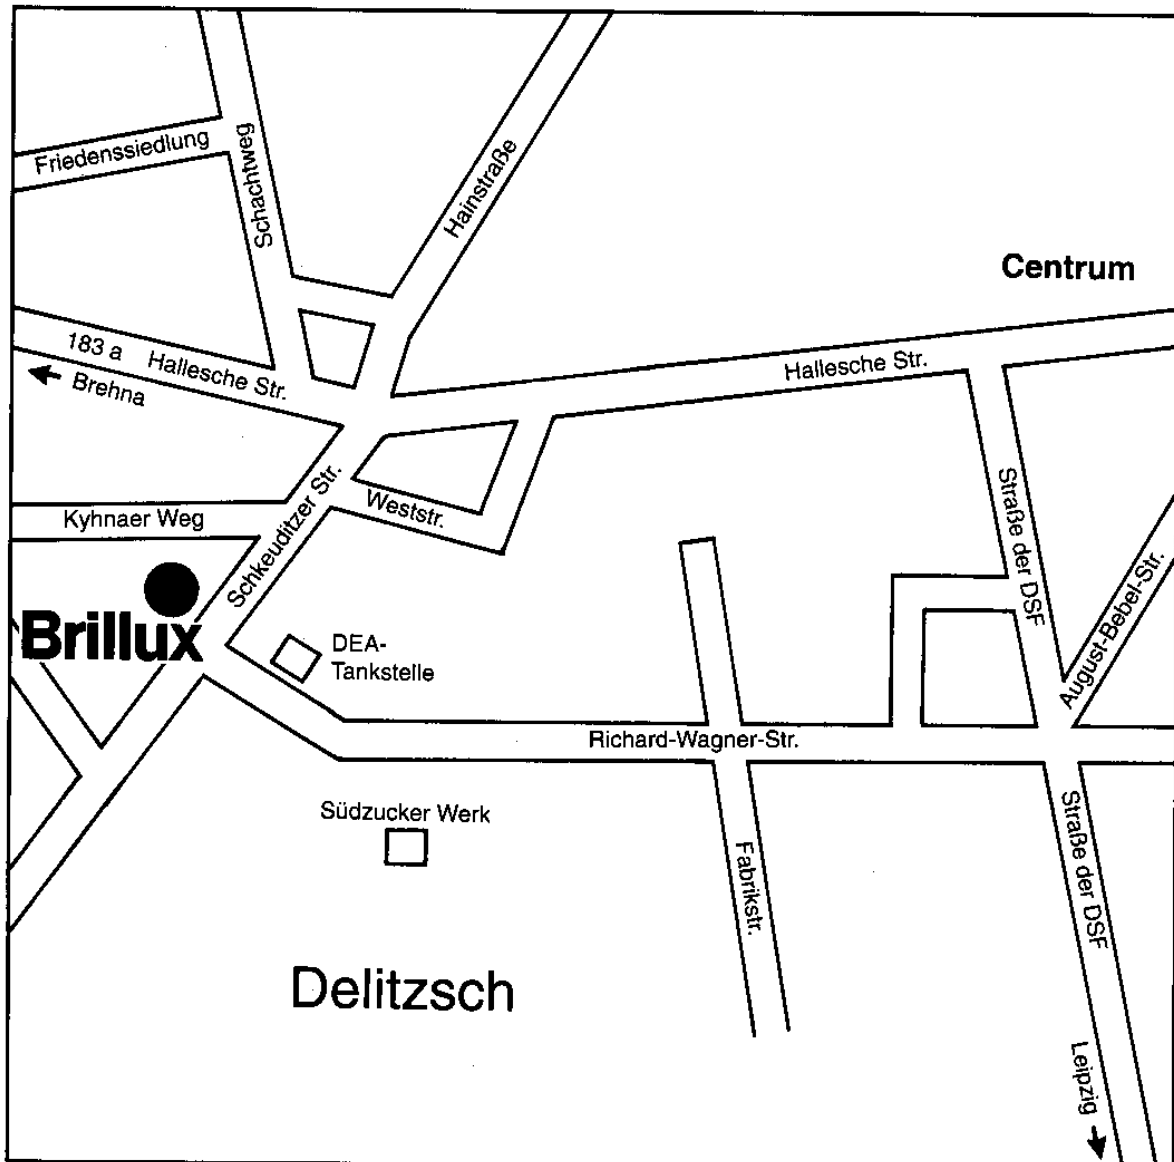 Friedenssiedlung
Schachtweg
Hainstraße
Centrum
183 a Hallesche Str.
Brehna
Hallesche Str.
Weststr.
Straße der DSF
Kyhnaer Weg
Schkeuditzer Str.
August-Bebel-Str.
Brillux
DEA-
Tankstelle
Richard-Wagner-Str.
Südzucker Werk
Fabrikstr.
Straße der DSF
Delitzsch
Leipzig